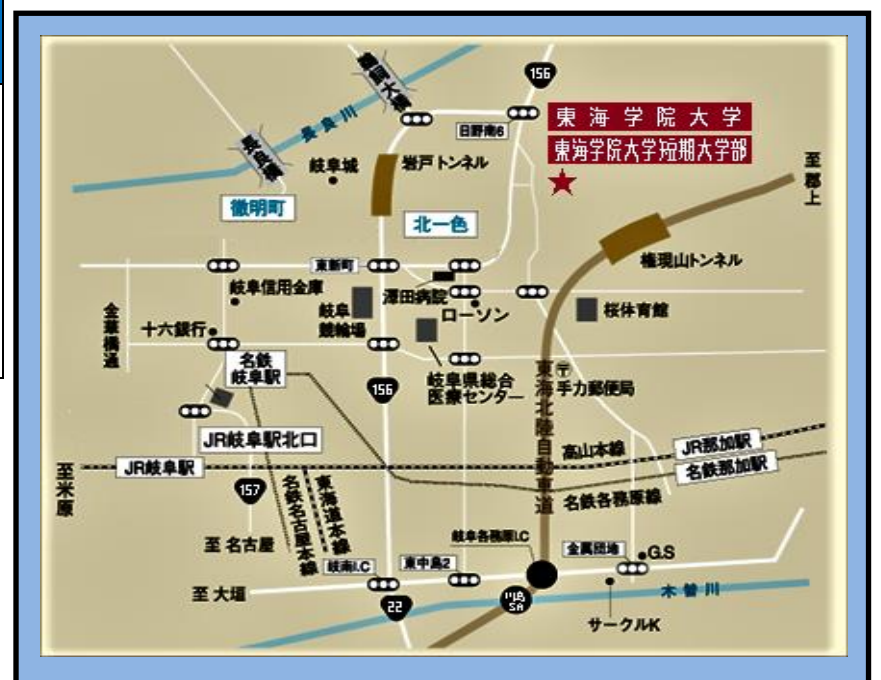 156
鵜飼大橋
東海学院大学
長良川
日野南6
東海学院大学短期大学部
長良橋
岐阜城
岩戸トンネル
至郡上
徹明町
北一色
権現山トンネル
東新町
岐阜信用金庫
澤田病院
岐阜
競輪場
ローソン
桜体育館
金華橋通
十六銀行
名鉄
岐阜駅
岐阜県総合
医療センター
156
東海北陸自動車道
〒
手力郵便局
JR岐阜駅北口
高山本線
JR那加駅
至米原
JR岐阜駅
名鉄那加駅
157
名鉄名古屋本線
東海道本線
名鉄各務原線
至 名古屋
岐阜各務原I.C
岐南I.C
東中島2
金属団地
G.S
至 大垣
22
川島
SA
木曽川
サークルK